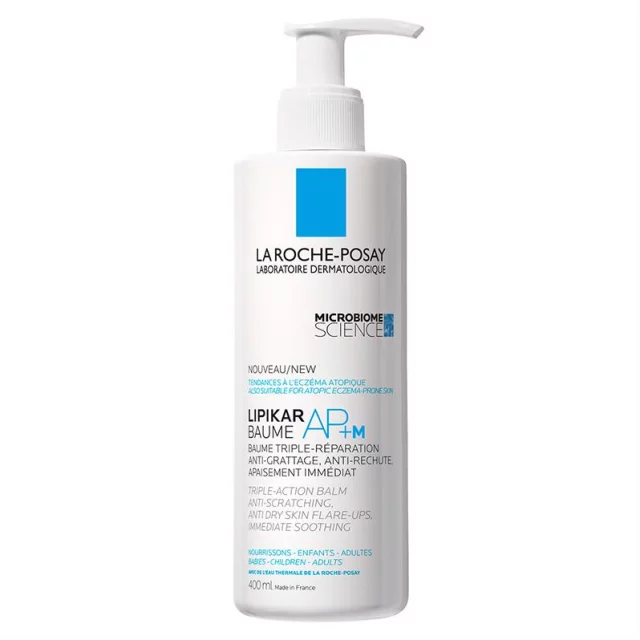 LA ROCHE-POSAY
LABORATOIRE DERMATOLOGIQUE
MICROBIOME
SCIENCE
NOUVEAU/NEW
TENDANCES À L'ECZÉMA ATOPIQUE
ALSO SUITABLE FOR ATOPIC ECZEMA-PRONE SKIN
LIPIKAR
BAUME AP+M
BAUME TRIPLE-RÉPARATION
ANTI-GRATTAGE, ANTI-RECHUTE,
APAISEMENT IMMÉDIAT
TRIPLE-ACTION BALM
ANTI-SCRATCHING,
ANTI DRY SKIN FLARE-UPS,
IMMEDIATE SOOTHING
NOURRISSONS - ENFANTS - ADULTES
BABIES - CHILDREN - ADULTS
AVEC DE L'EAU THERMALE DE LA ROCHE-POSAY
400 ml Made in France